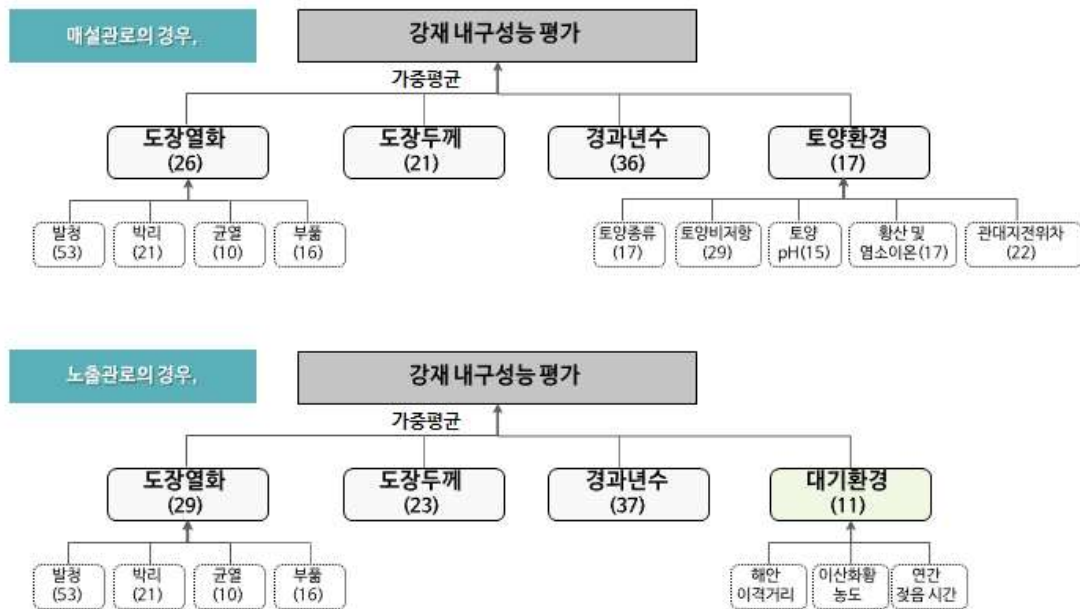 매설관로의 경우,
강재 내구성능 평가
가중평균
도장열화
(26)
도장두께
(21)
경과년수
(36)
토양환경
(17)
발청
(53)
박리
(21)
균열
(10)
부풂
(16)
토양종류
(17)
토양비저항
(29)
토양
pH(15)
황산 및
염소이온(17)
관대지전위차
(22)
노출관로의 경우,
강재 내구성능 평가
가중평균
도장열화
(29)
도장두께
(23)
경과년수
(37)
대기환경
(11)
발청
(53)
박리
(21)
균열
(10)
부풂
(16)
해안
이격거리
이산화황
농도
연간
젖음 시간